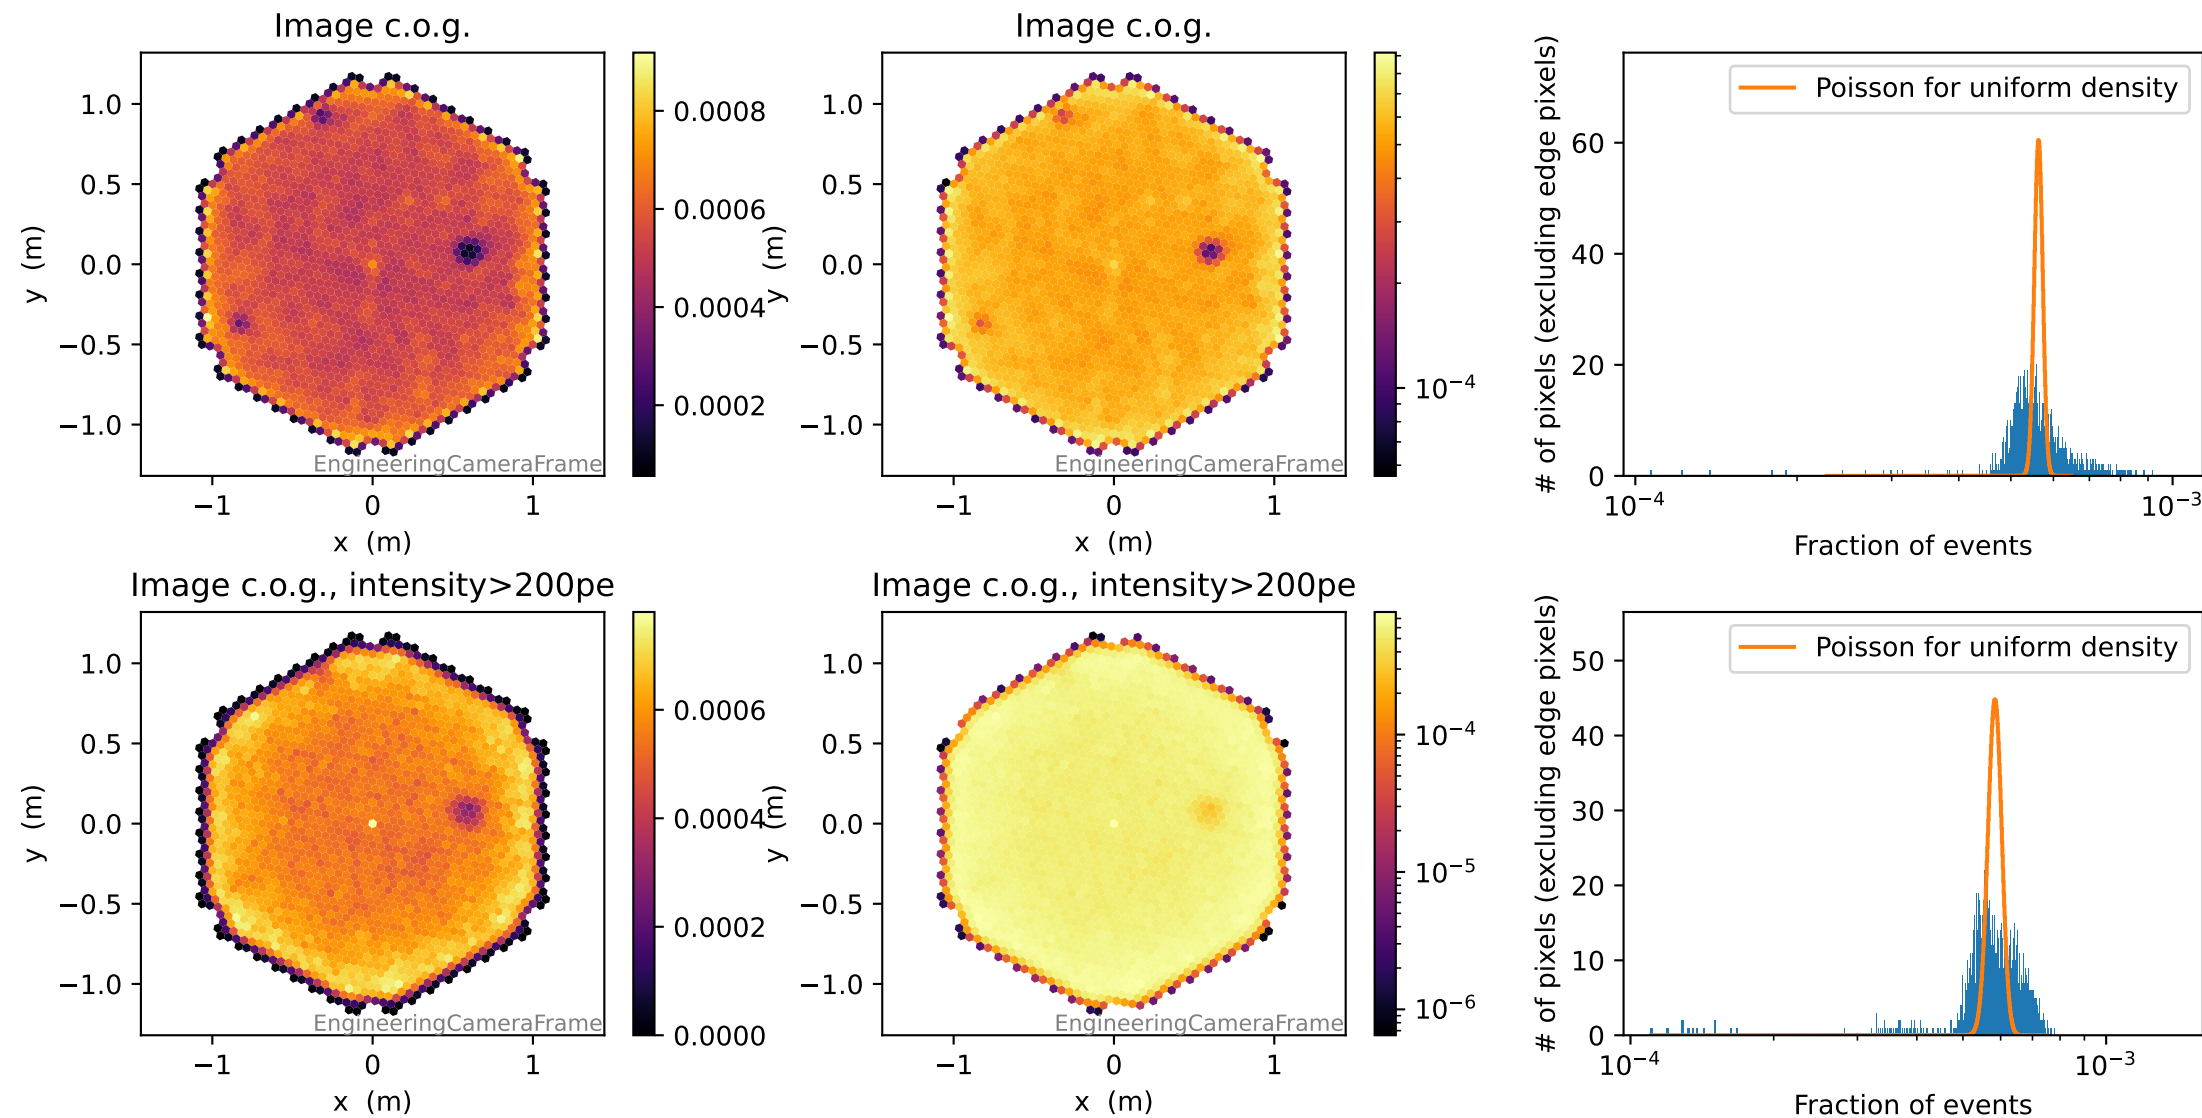 Image c.o.g.
1.0
0.5
0.0
−0.5
−1.0
y (m)
−1
0
1
x (m)
EngineeringCameraFrame
0.0008
0.0006
0.0004
0.0002
Image c.o.g.
1.0
0.5
0.0
−0.5
−1.0
y (m)
−1
0
1
x (m)
EngineeringCameraFrame
10⁻⁴
# of pixels (excluding edge pixels)
60
40
20
0
Poisson for uniform density
10⁻⁴
10⁻³
Fraction of events
Image c.o.g., intensity>200pe
1.0
0.5
0.0
−0.5
−1.0
y (m)
−1
0
1
x (m)
EngineeringCameraFrame
0.0006
0.0004
0.0002
0.0000
Image c.o.g., intensity>200pe
1.0
0.5
0.0
−0.5
−1.0
y (m)
−1
0
1
x (m)
EngineeringCameraFrame
10⁻⁴
10⁻⁵
10⁻⁶
# of pixels (excluding edge pixels)
50
40
30
20
10
0
Poisson for uniform density
10⁻⁴
10⁻³
Fraction of events